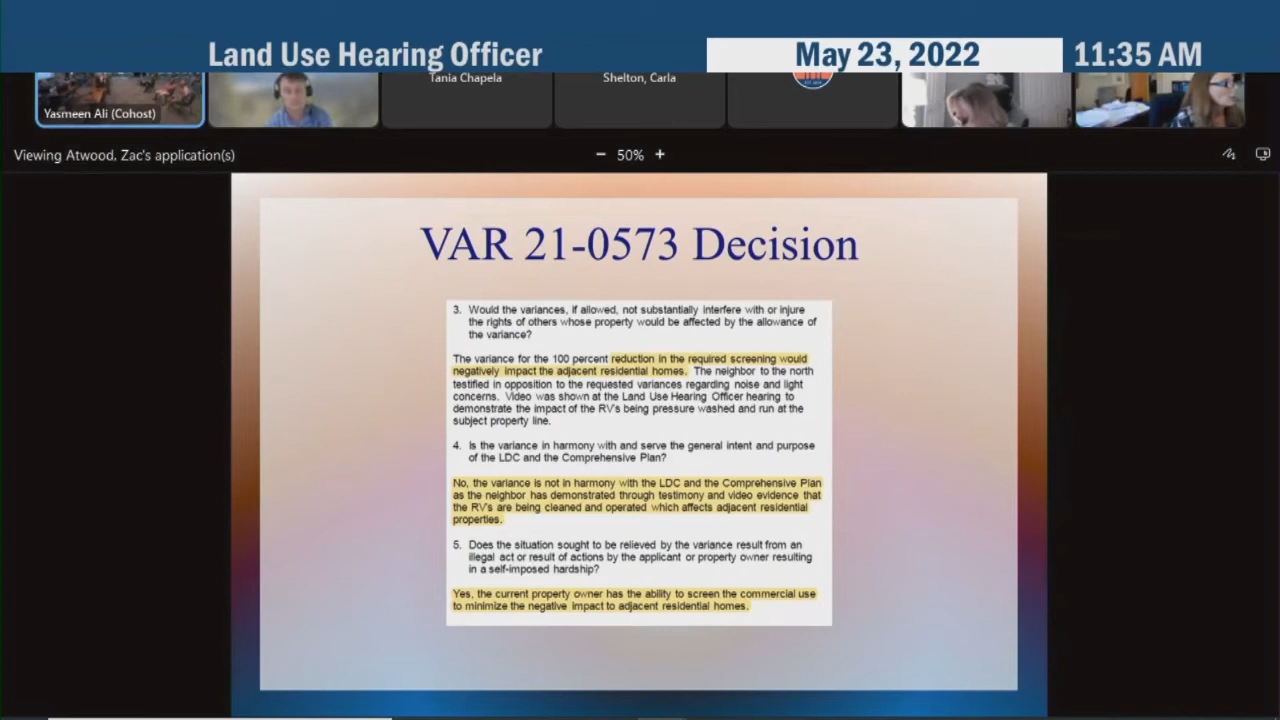 Land Use Hearing Officer
May 23, 2022
11:35 AM
Yasmeen Ali (Cohost)
Tania Chapela
Shelton, Carla
Viewing Atwood, Zac's application(s)
− 50% +
VAR 21-0573 Decision
3. Would the variances, if allowed, not substantially interfere with or injure
the rights of others whose property would be affected by the allowance of
the variance?
The variance for the 100 percent reduction in the required screening would
negatively impact the adjacent residential homes. The neighbor to the north
testified in opposition to the requested variances regarding noise and light
concerns. Video was shown at the Land Use Hearing Officer hearing to
demonstrate the impact of the RV's being pressure washed and run at the
subject property line.
4. Is the variance in harmony with and serve the general intent and purpose
of the LDC and the Comprehensive Plan?
No, the variance is not in harmony with the LDC and the Comprehensive Plan
as the neighbor has demonstrated through testimony and video evidence that
the RV's are being cleaned and operated which affects adjacent residential
properties.
5. Does the situation sought to be relieved by the variance result from an
illegal act or result of actions by the applicant or property owner resulting
in a self-imposed hardship?
Yes, the current property owner has the ability to screen the commercial use
to minimize the negative impact to adjacent residential homes.